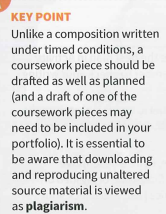 KEY POINT
Unlike a composition written
under timed conditions, a
coursework piece should be
drafted as well as planned
(and a draft of one of the
coursework pieces may
need to be included in your
portfolio). It is essential to
be aware that downloading
and reproducing unaltered
source material is viewed
as plagiarism.